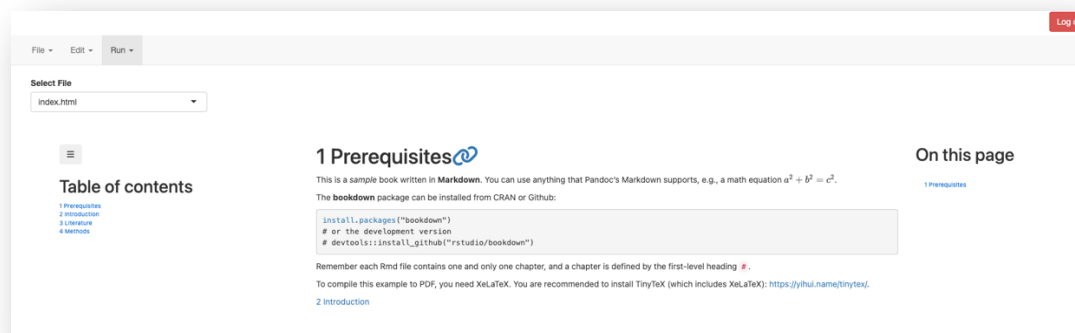 Log
File Edit Run
Select File
index.html
Table of contents
1 Prerequisites
2 Introduction
3 Literature
4 Methods
1 Prerequisites
This is a sample book written in Markdown. You can use anything that Pandoc's Markdown supports, e.g., a math equation a² + b² = c².
The bookdown package can be installed from CRAN or Github:
install.packages("bookdown")
# or the development version
# devtools::install_github("rstudio/bookdown")
Remember each Rmd file contains one and only one chapter, and a chapter is defined by the first-level heading #.
To compile this example to PDF, you need XeLaTeX. You are recommended to install TinyTeX (which includes XeLaTeX): https://yihui.name/tinytex/.
2 Introduction
On this page
1 Prerequisites